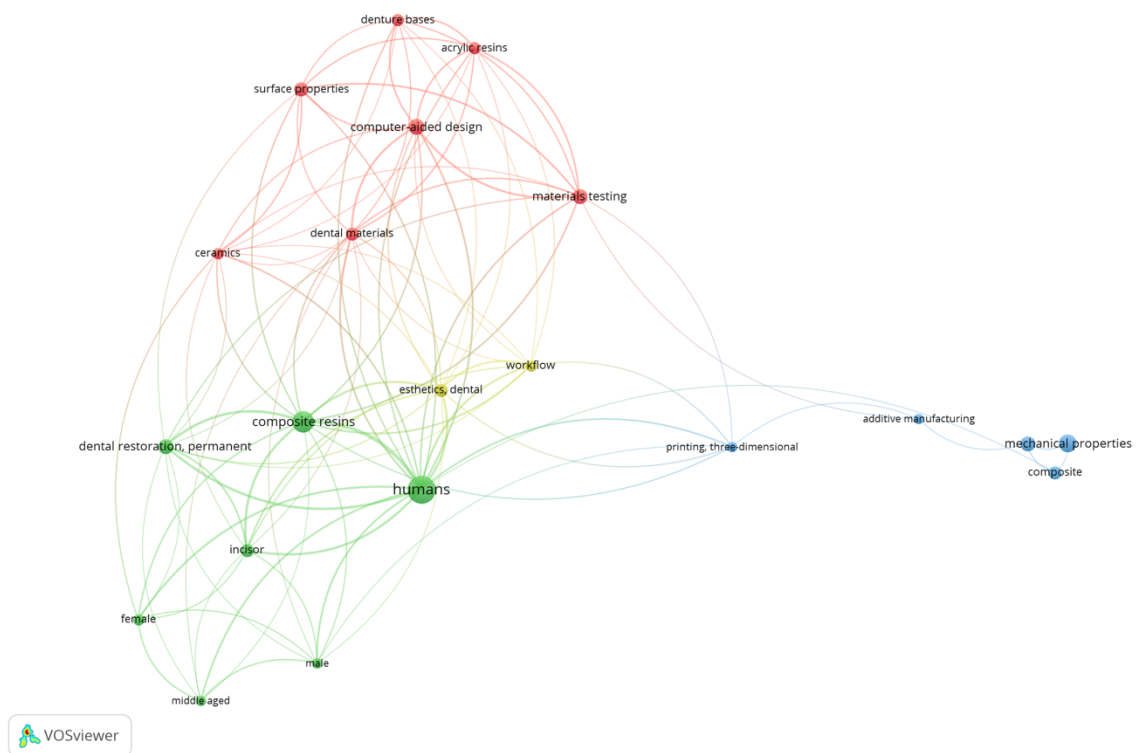 denture bases
acrylic resins
surface properties
computer-aided design
materials testing
dental materials
ceramics
workflow
esthetics, dental
composite resins
additive manufacturing
dental restoration, permanent
printing, three-dimensional
mechanical properties
composite
humans
incisor
female
male
middle aged
VOSviewer